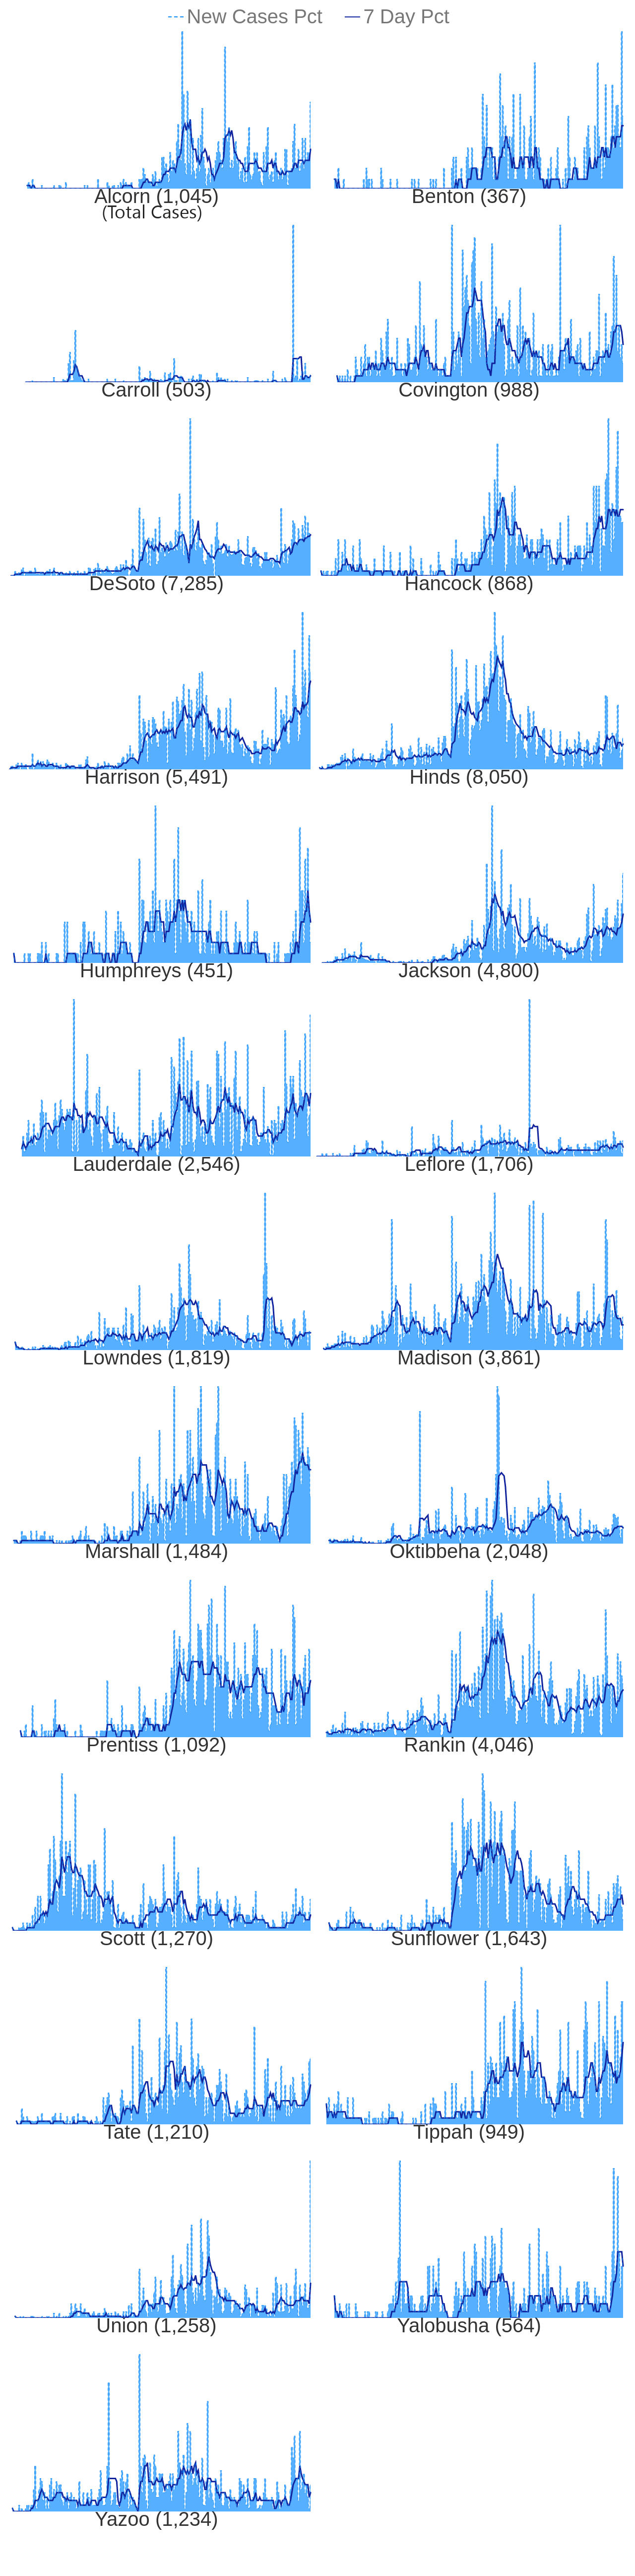 New Cases Pct 7 Day Pct
Alcorn (1,045) Benton (367)
(Total Cases)
Carroll (503) Covington (988)
DeSoto (7,285) Hancock (868)
Harrison (5,491) Hinds (8,050)
Humphreys (451) Jackson (4,800)
Lauderdale (2,546) Leflore (1,706)
Lowndes (1,819) Madison (3,861)
Marshall (1,484) Oktibbeha (2,048)
Prentiss (1,092) Rankin (4,046)
Scott (1,270) Sunflower (1,643)
Tate (1,210) Tippah (949)
Union (1,258) Yalobusha (564)
Yazoo (1,234)